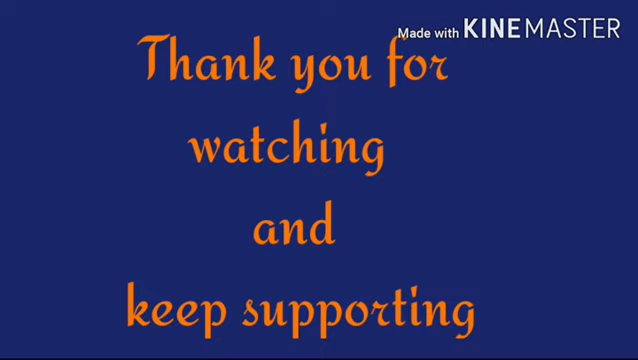 Made with KINEMASTER
Thank you for
watching
and
keep supporting